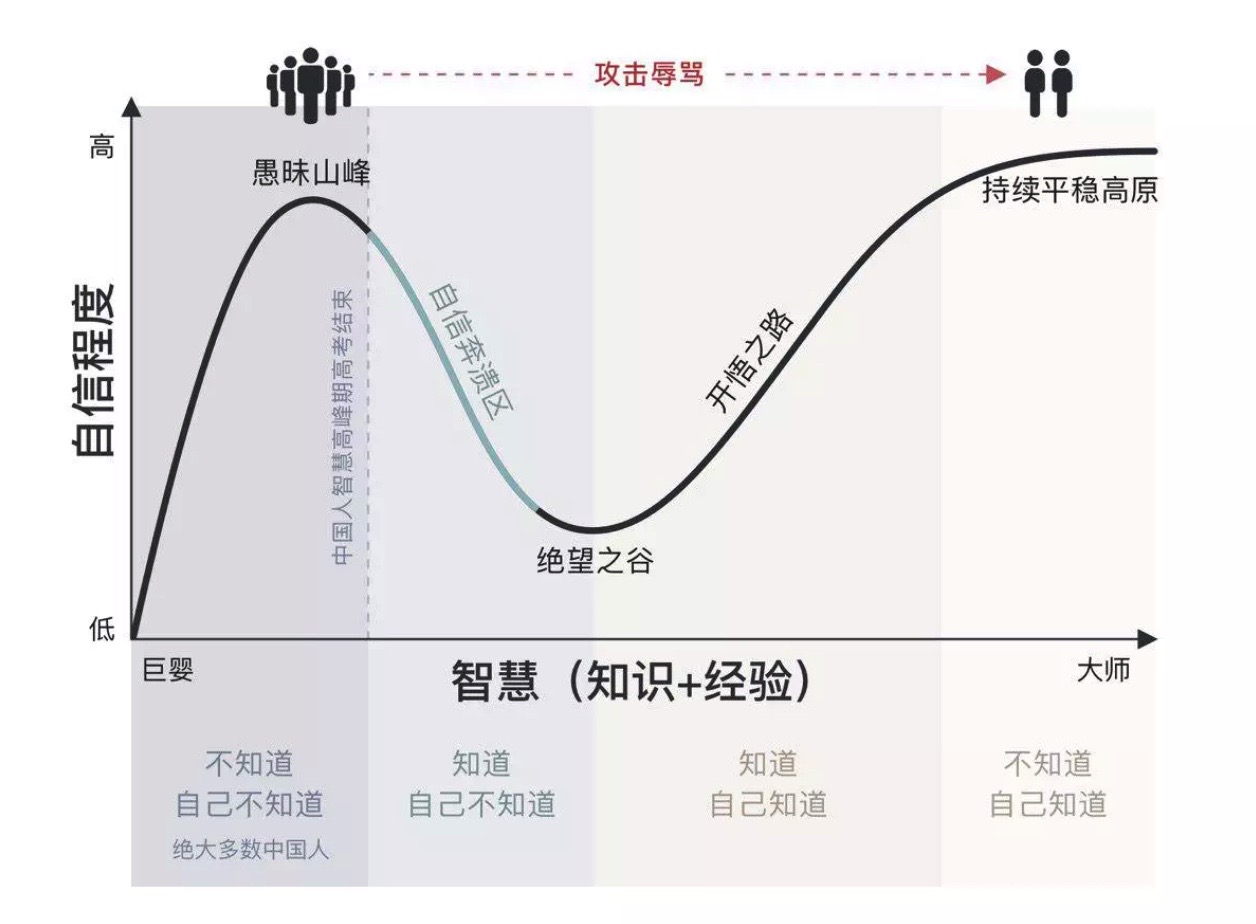 攻击辱骂
高
愚昧山峰
持续平稳高原
自信程度
中国人智慧高峰期高考结束
自信奔溃区
开悟之路
绝望之谷
低
巨婴
智慧（知识+经验）
大师
不知道
自己不知道
绝大多数中国人
知道
自己不知道
知道
自己知道
不知道
自己知道